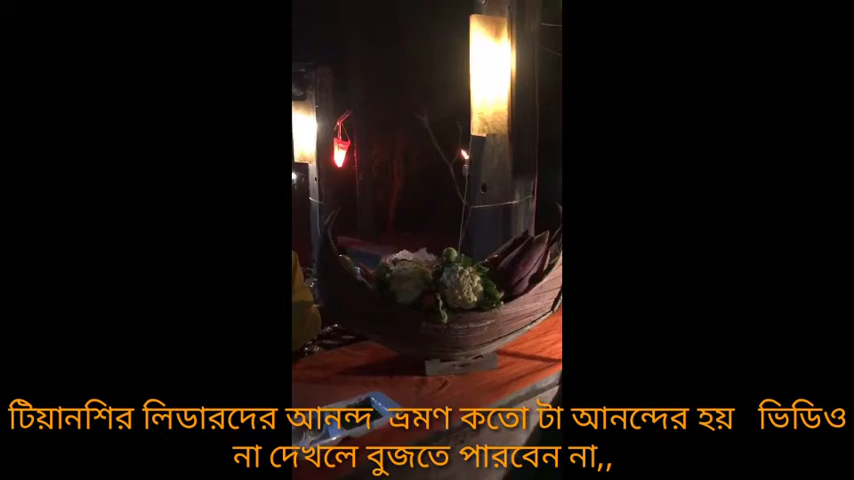 টিয়ানশির লিডারদের আনন্দ ভ্রমণ কতো টা আনন্দের হয় ভিডিও
না দেখলে বুজতে পারবেন না,,